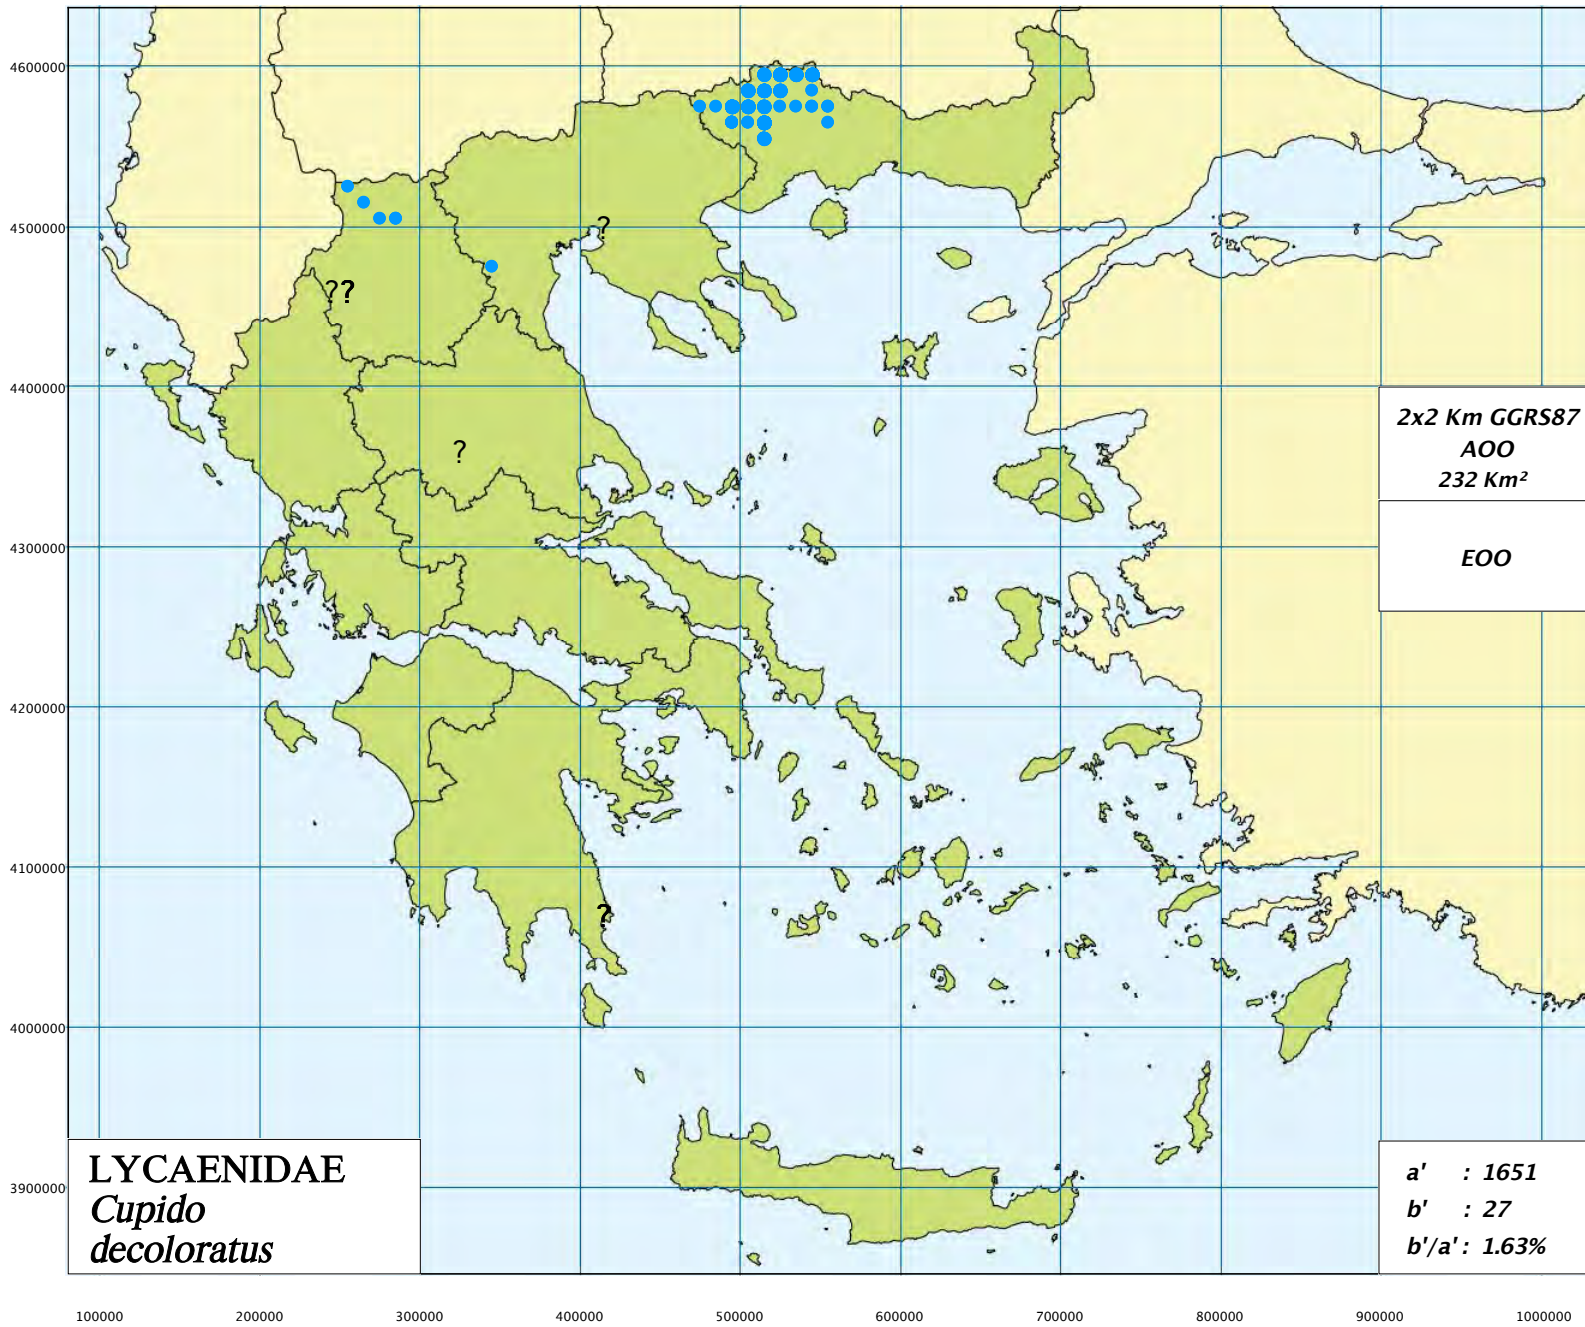 4600000
4500000
4400000
4300000
4200000
4100000
4000000
3900000
?
??
?
?
2x2 Km GGRS87
AOO
232 Km²
EOO
LYCAENIDAE
Cupido
decoloratus
a' : 1651
b' : 27
b'/a' : 1.63%
100000 200000 300000 400000 500000 600000 700000 800000 900000 1000000